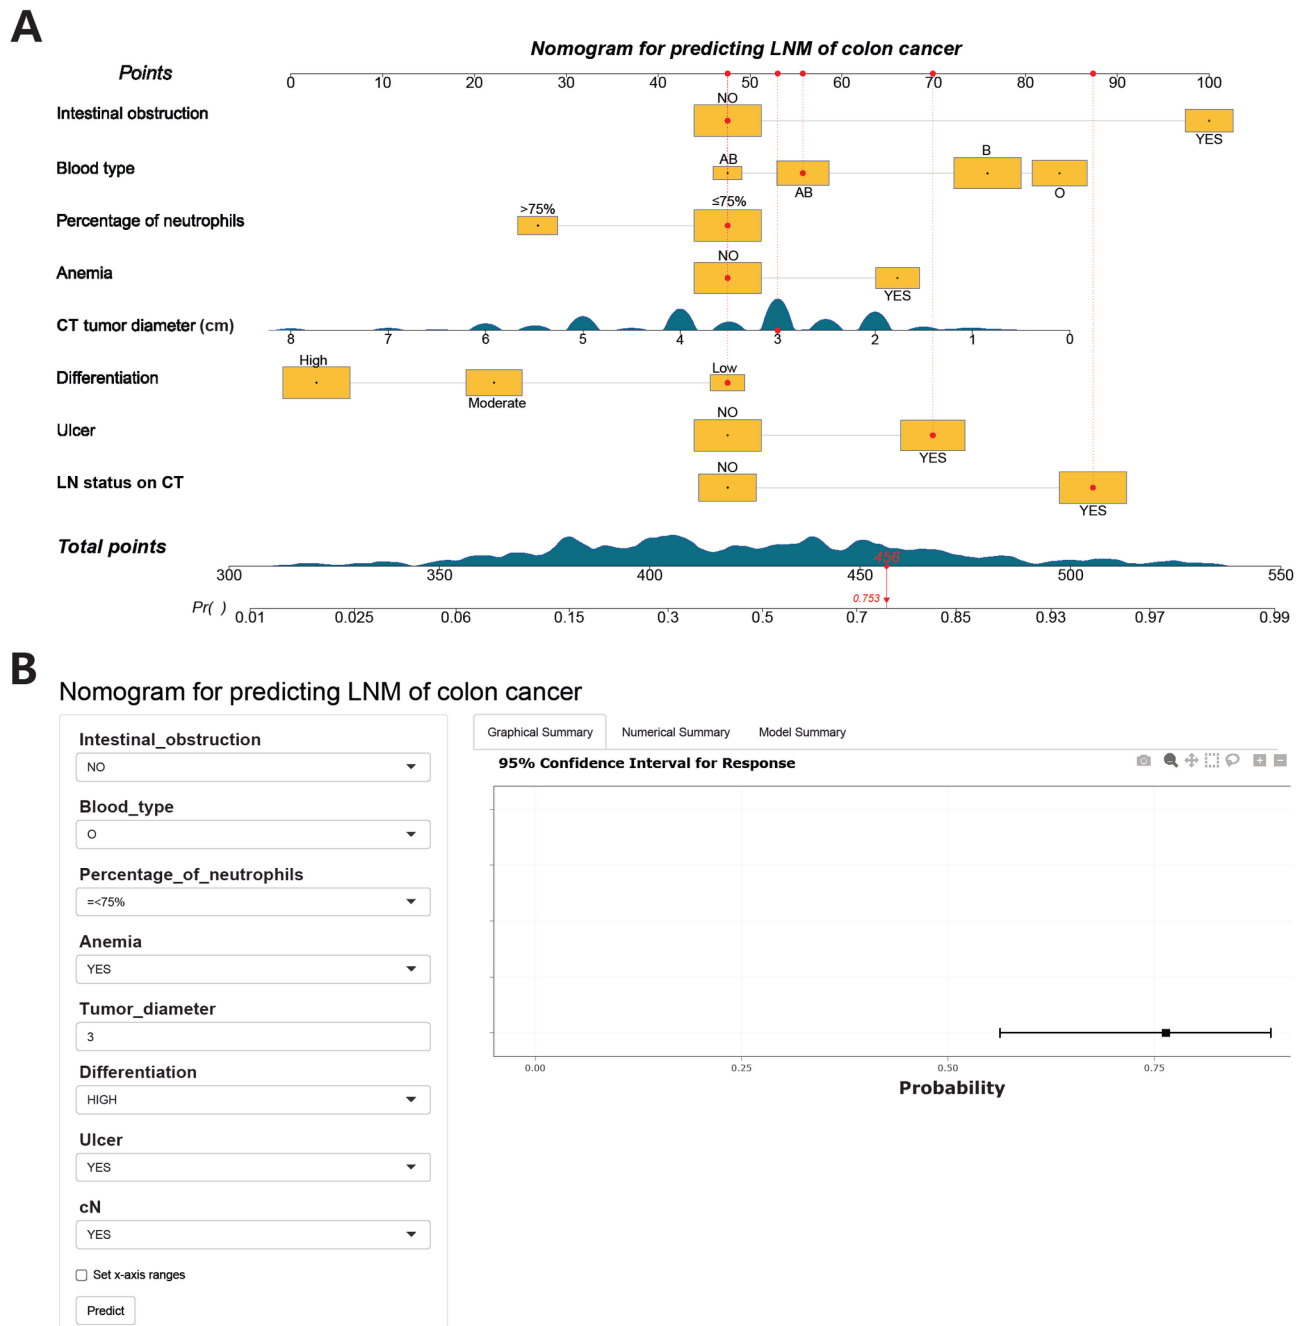 A
Nomogram for predicting LNM of colon cancer
Points
0 10 20 30 40 50 60 70 80 90 100
Intestinal obstruction
NO
YES
Blood type
AB
AB
B
O
Percentage of neutrophils
>75%
≤75%
Anemia
NO
YES
CT tumor diameter (cm)
8 7 6 5 4 3 2 1 0
Differentiation
High
Moderate
Low
Ulcer
NO
YES
LN status on CT
NO
YES
Total points
456
300 350 400 450 500 550
0.753
Pr( )
0.01 0.025 0.06 0.15 0.3 0.5 0.7 0.85 0.93 0.97 0.99
B
Nomogram for predicting LNM of colon cancer
Intestinal_obstruction
NO
Blood_type
O
Percentage_of_neutrophils
=<75%
Anemia
YES
Tumor_diameter
3
Differentiation
HIGH
Ulcer
YES
cN
YES
Set x-axis ranges
Predict
Graphical Summary Numerical Summary Model Summary
95% Confidence Interval for Response
0.00 0.25 0.50 0.75
Probability